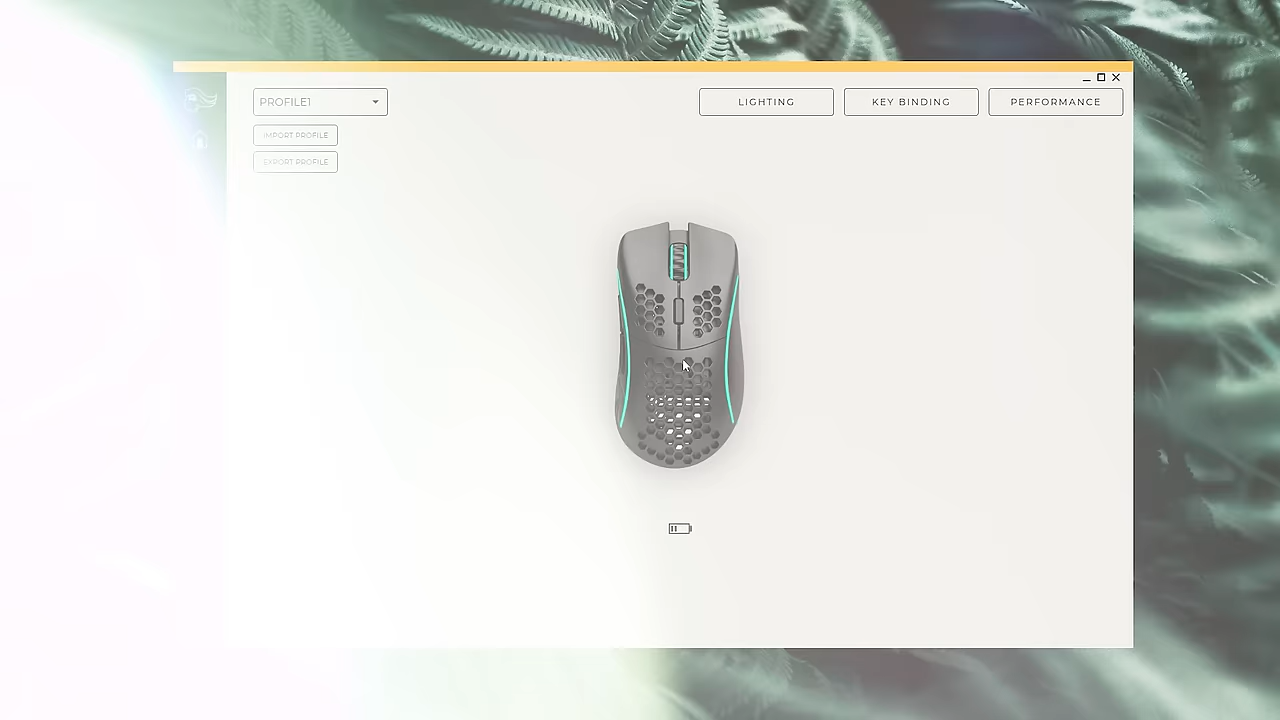 PROFILE1
LIGHTING
KEY BINDING
PERFORMANCE
IMPORT PROFILE
EXPORT PROFILE